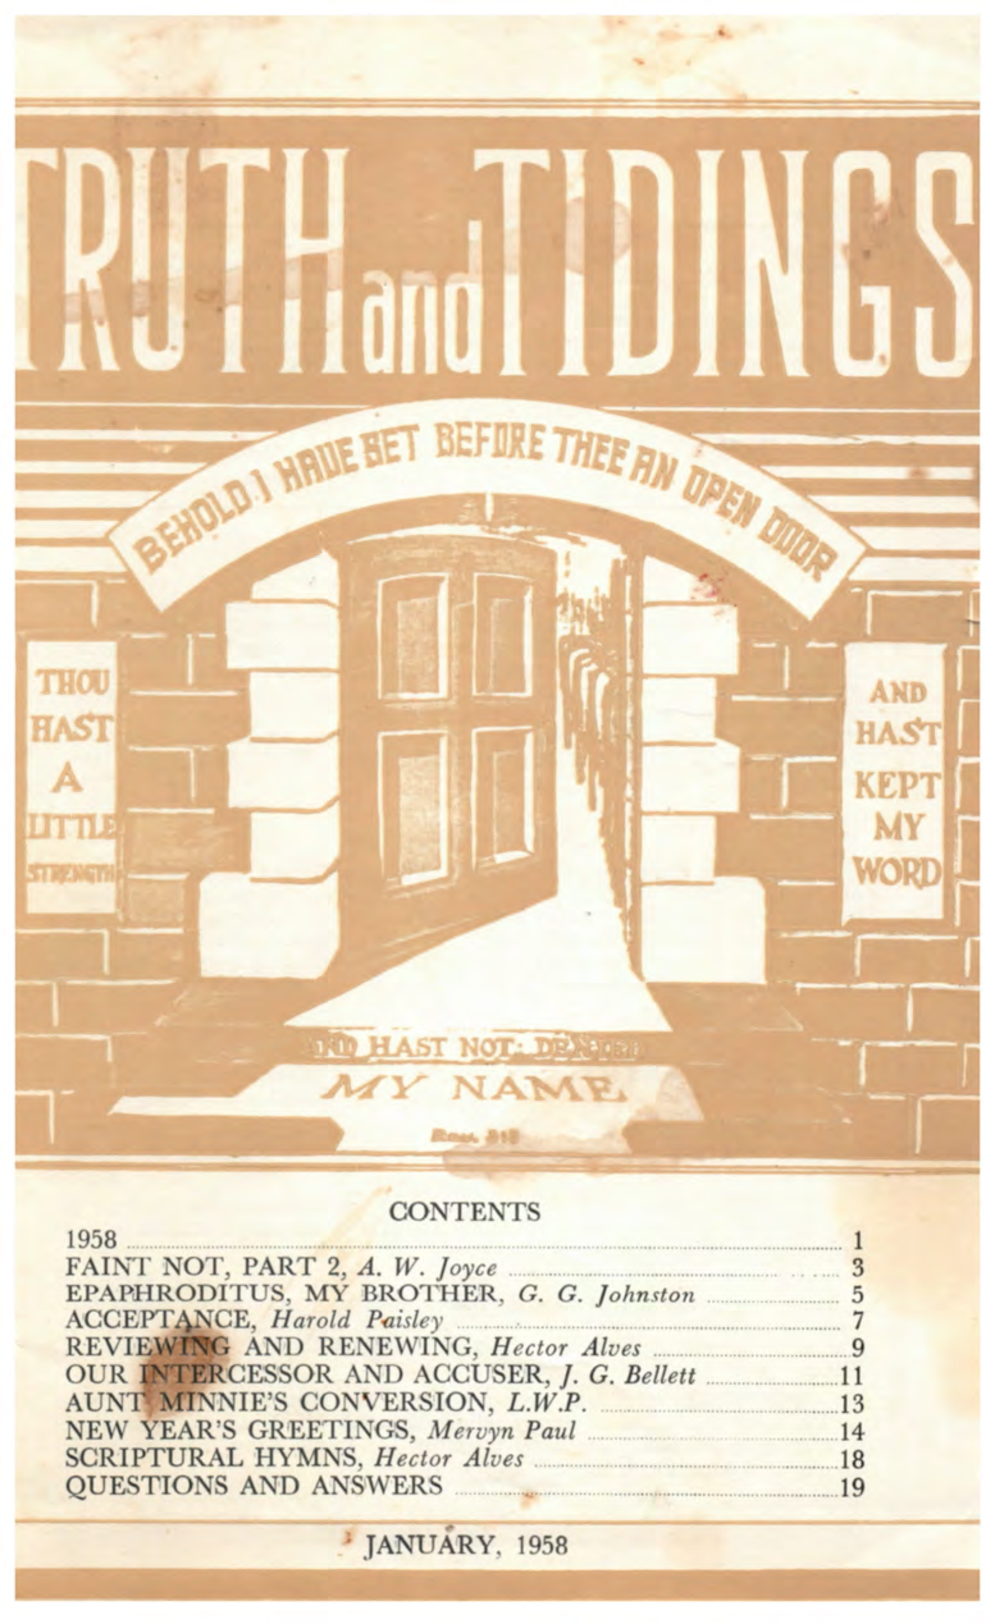 TRUTH and TIDINGS
BEHOLD I HAVE SET BEFORE THEE AN OPEN DOOR
THOU
HAST
A
LITTLE
STRENGTH
AND
HAST
KEPT
MY
WORD
AND HAST NOT DENIED
MY NAME
CONTENTS
1958 1
FAINT NOT, PART 2, A. W. Joyce 3
EPAPHRODITUS, MY BROTHER, G. G. Johnston 5
ACCEPTANCE, Harold Paisley 7
REVIEWING AND RENEWING, Hector Alves 9
OUR INTERCESSOR AND ACCUSER, J. G. Bellett 11
AUNT MINNIE'S CONVERSION, L.W.P. 13
NEW YEAR'S GREETINGS, Mervyn Paul 14
SCRIPTURAL HYMNS, Hector Alves 18
QUESTIONS AND ANSWERS 19
JANUARY, 1958